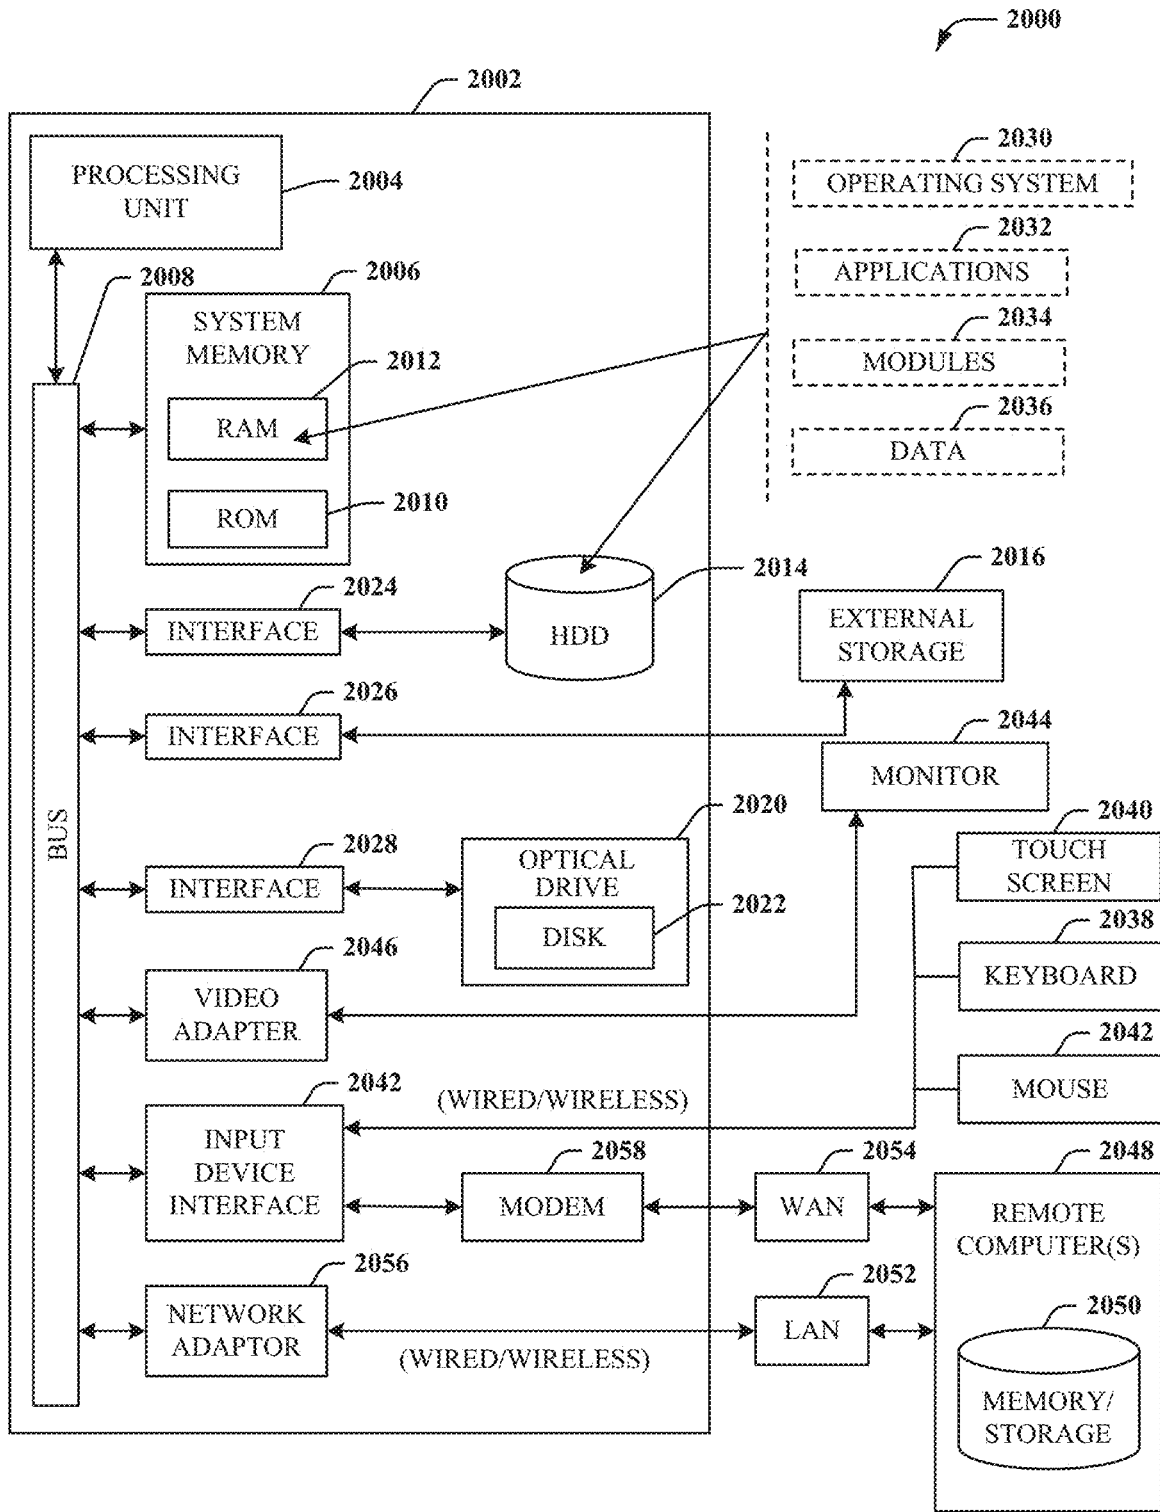 2000
2002
PROCESSING
UNIT
2004
2030
OPERATING SYSTEM
2032
APPLICATIONS
2034
MODULES
2036
DATA
2008
2006
SYSTEM
MEMORY
2012
RAM
2010
ROM
2024
INTERFACE
2014
HDD
2016
EXTERNAL
STORAGE
2026
INTERFACE
2044
MONITOR
BUS
2028
INTERFACE
2020
OPTICAL
DRIVE
2022
DISK
2040
TOUCH
SCREEN
2038
KEYBOARD
2046
VIDEO
ADAPTER
2042
MOUSE
2042
INPUT
DEVICE
INTERFACE
(WIRED/WIRELESS)
2058
MODEM
2054
WAN
2048
REMOTE
COMPUTER(S)
2056
NETWORK
ADAPTOR
(WIRED/WIRELESS)
2052
LAN
2050
MEMORY/
STORAGE